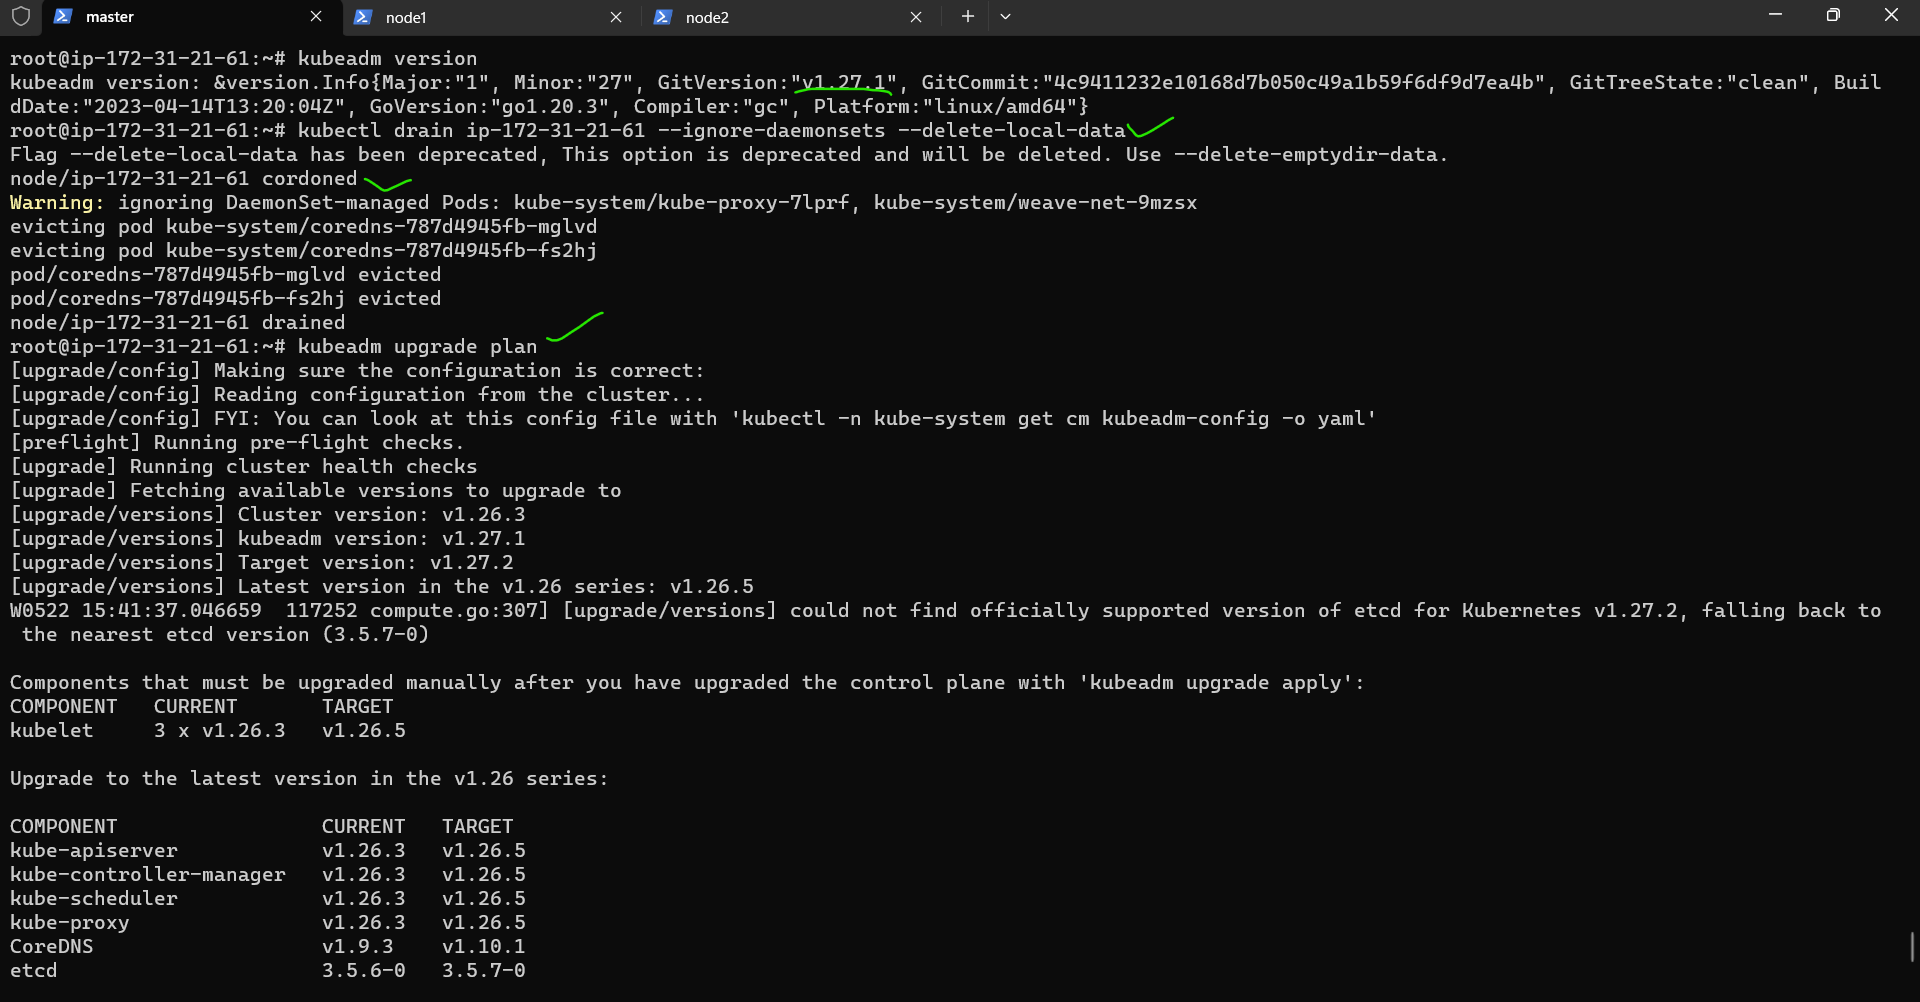 master
node1
node2
root@ip-172-31-21-61:~# kubeadm version
kubeadm version: &version.Info{Major:"1", Minor:"27", GitVersion:"v1.27.1", GitCommit:"4c9411232e10168d7b050c49a1b59f6df9d7ea4b", GitTreeState:"clean", Buil
dDate:"2023-04-14T13:20:04Z", GoVersion:"go1.20.3", Compiler:"gc", Platform:"linux/amd64"}
root@ip-172-31-21-61:~# kubectl drain ip-172-31-21-61 --ignore-daemonsets --delete-local-data
Flag --delete-local-data has been deprecated, This option is deprecated and will be deleted. Use --delete-emptydir-data.
node/ip-172-31-21-61 cordoned
Warning: ignoring DaemonSet-managed Pods: kube-system/kube-proxy-7lprf, kube-system/weave-net-9mzsx
evicting pod kube-system/coredns-787d4945fb-mglvd
evicting pod kube-system/coredns-787d4945fb-fs2hj
pod/coredns-787d4945fb-mglvd evicted
pod/coredns-787d4945fb-fs2hj evicted
node/ip-172-31-21-61 drained
root@ip-172-31-21-61:~# kubeadm upgrade plan
[upgrade/config] Making sure the configuration is correct:
[upgrade/config] Reading configuration from the cluster...
[upgrade/config] FYI: You can look at this config file with 'kubectl -n kube-system get cm kubeadm-config -o yaml'
[preflight] Running pre-flight checks.
[upgrade] Running cluster health checks
[upgrade] Fetching available versions to upgrade to
[upgrade/versions] Cluster version: v1.26.3
[upgrade/versions] kubeadm version: v1.27.1
[upgrade/versions] Target version: v1.27.2
[upgrade/versions] Latest version in the v1.26 series: v1.26.5
W0522 15:41:37.046659  117252 compute.go:307] [upgrade/versions] could not find officially supported version of etcd for Kubernetes v1.27.2, falling back to
 the nearest etcd version (3.5.7-0)
Components that must be upgraded manually after you have upgraded the control plane with 'kubeadm upgrade apply':
COMPONENT   CURRENT       TARGET
kubelet     3 x v1.26.3   v1.26.5
Upgrade to the latest version in the v1.26 series:
COMPONENT                 CURRENT   TARGET
kube-apiserver            v1.26.3   v1.26.5
kube-controller-manager   v1.26.3   v1.26.5
kube-scheduler            v1.26.3   v1.26.5
kube-proxy                v1.26.3   v1.26.5
CoreDNS                   v1.9.3    v1.10.1
etcd                      3.5.6-0   3.5.7-0